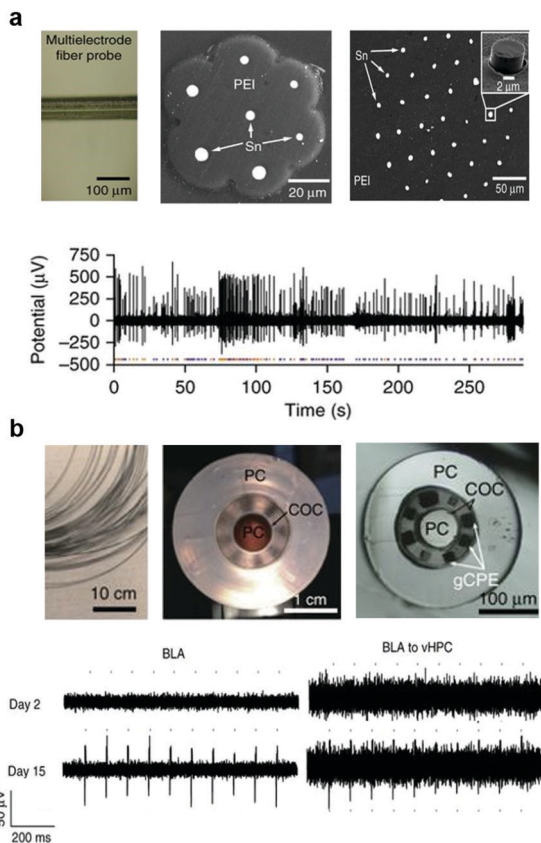 a
Multielectrode
fiber probe
100 µm
PEI
Sn
20 µm
Sn
2 µm
PEI
50 µm
Potential (µV)
750
500
250
0
−250
−500
0 50 100 150 200 250
Time (s)
b
10 cm
PC
COC
PC
1 cm
PC
COC
PC
gCPE
100 µm
BLA
BLA to vHPC
Day 2
Day 15
200 ms